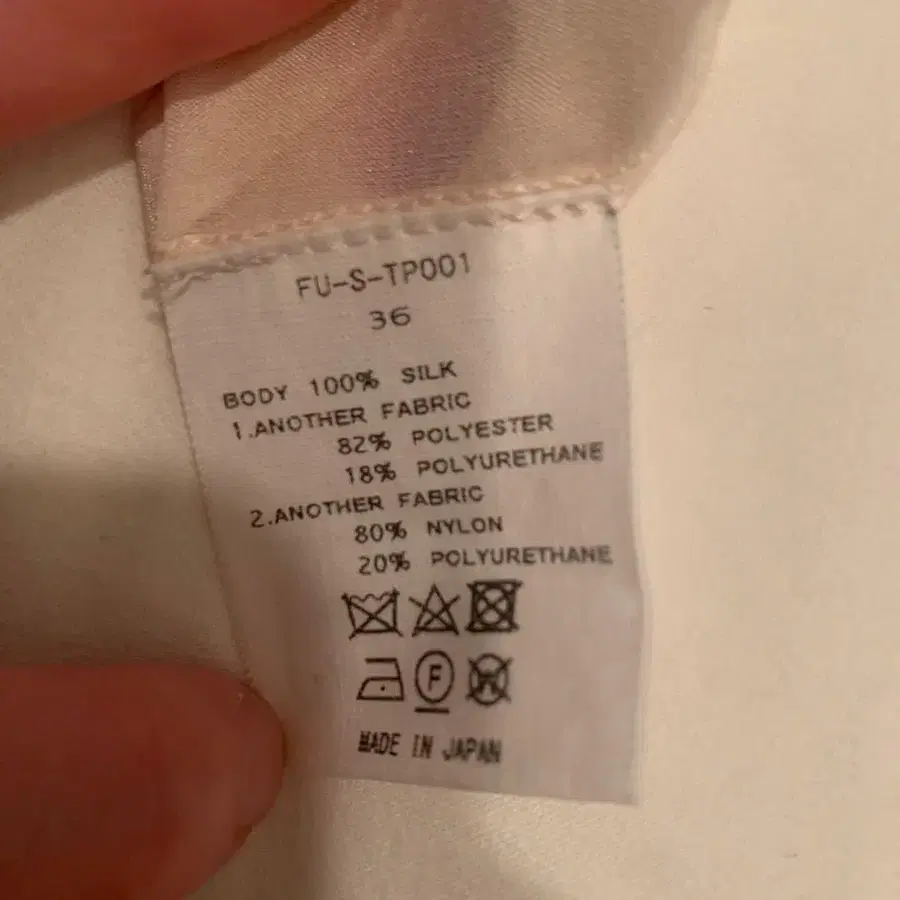 FU-S-TP001
36
BODY 100% SILK
1.ANOTHER FABRIC
82% POLYESTER
18% POLYURETHANE
2.ANOTHER FABRIC
80% NYLON
20% POLYURETHANE
F W
MADE IN JAPAN